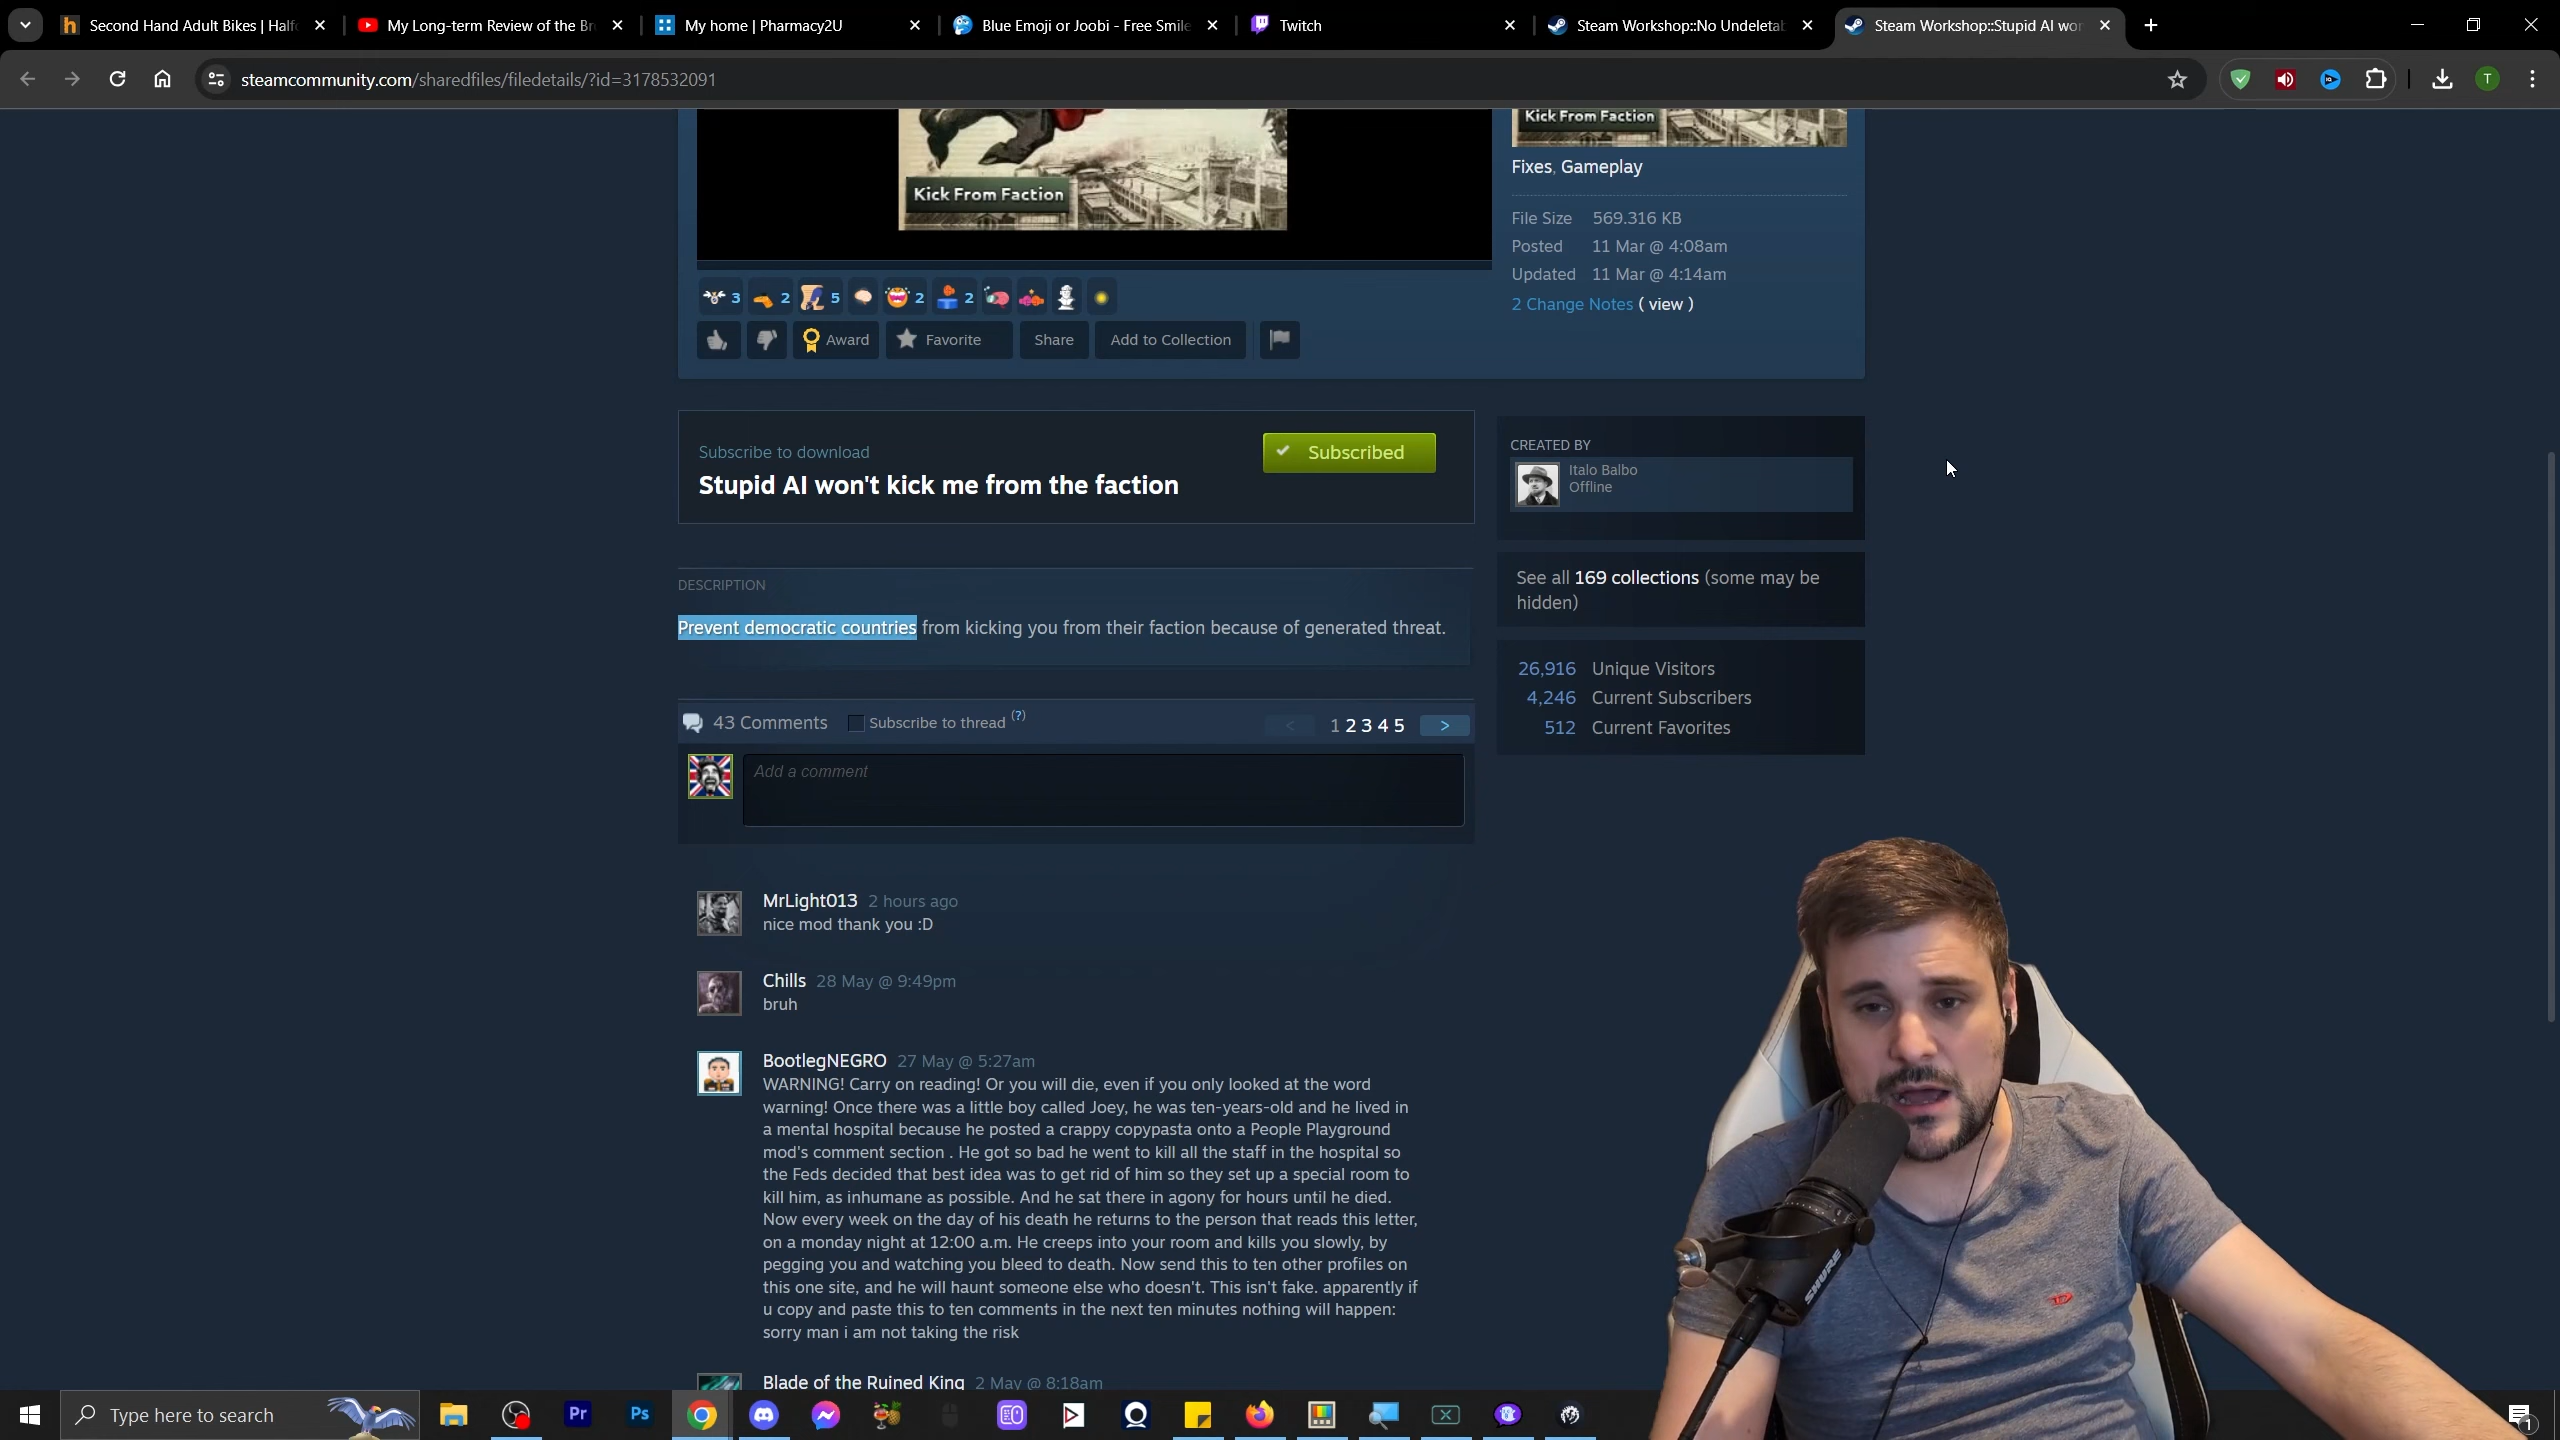 Second Hand Adult Bikes | Halfo
My Long-term Review of the Br
My home | Pharmacy2U
Blue Emoji or Joobi - Free Smile
Twitch
Steam Workshop::No Undeletab
Steam Workshop::Stupid AI wo
steamcommunity.com/sharedfiles/filedetails/?id=3178532091
T
Kick From Faction
Kick From Faction
Fixes, Gameplay
File Size 569.316 KB
Posted 11 Mar @ 4:08am
Updated 11 Mar @ 4:14am
2 Change Notes ( view )
3 2 5 2 2
Award Favorite Share Add to Collection
Subscribe to download
Stupid AI won't kick me from the faction
Subscribed
CREATED BY
Italo Balbo
Offline
See all 169 collections (some may be
hidden)
26,916 Unique Visitors
4,246 Current Subscribers
512 Current Favorites
DESCRIPTION
Prevent democratic countries from kicking you from their faction because of generated threat.
43 Comments Subscribe to thread (?)
< 1 2 3 4 5 >
Add a comment
MrLight013 2 hours ago
nice mod thank you :D
Chills 28 May @ 9:49pm
bruh
BootlegNEGRO 27 May @ 5:27am
WARNING! Carry on reading! Or you will die, even if you only looked at the word
warning! Once there was a little boy called Joey, he was ten-years-old and he lived in
a mental hospital because he posted a crappy copypasta onto a People Playground
mod's comment section . He got so bad he went to kill all the staff in the hospital so
the Feds decided that best idea was to get rid of him so they set up a special room to
kill him, as inhumane as possible. And he sat there in agony for hours until he died.
Now every week on the day of his death he returns to the person that reads this letter,
on a monday night at 12:00 a.m. He creeps into your room and kills you slowly, by
pegging you and watching you bleed to death. Now send this to ten other profiles on
this one site, and he will haunt someone else who doesn't. This isn't fake. apparently if
u copy and paste this to ten comments in the next ten minutes nothing will happen:
sorry man i am not taking the risk
Blade of the Ruined King 2 May @ 8:18am
SHURE
Type here to search
Pr
Ps
1